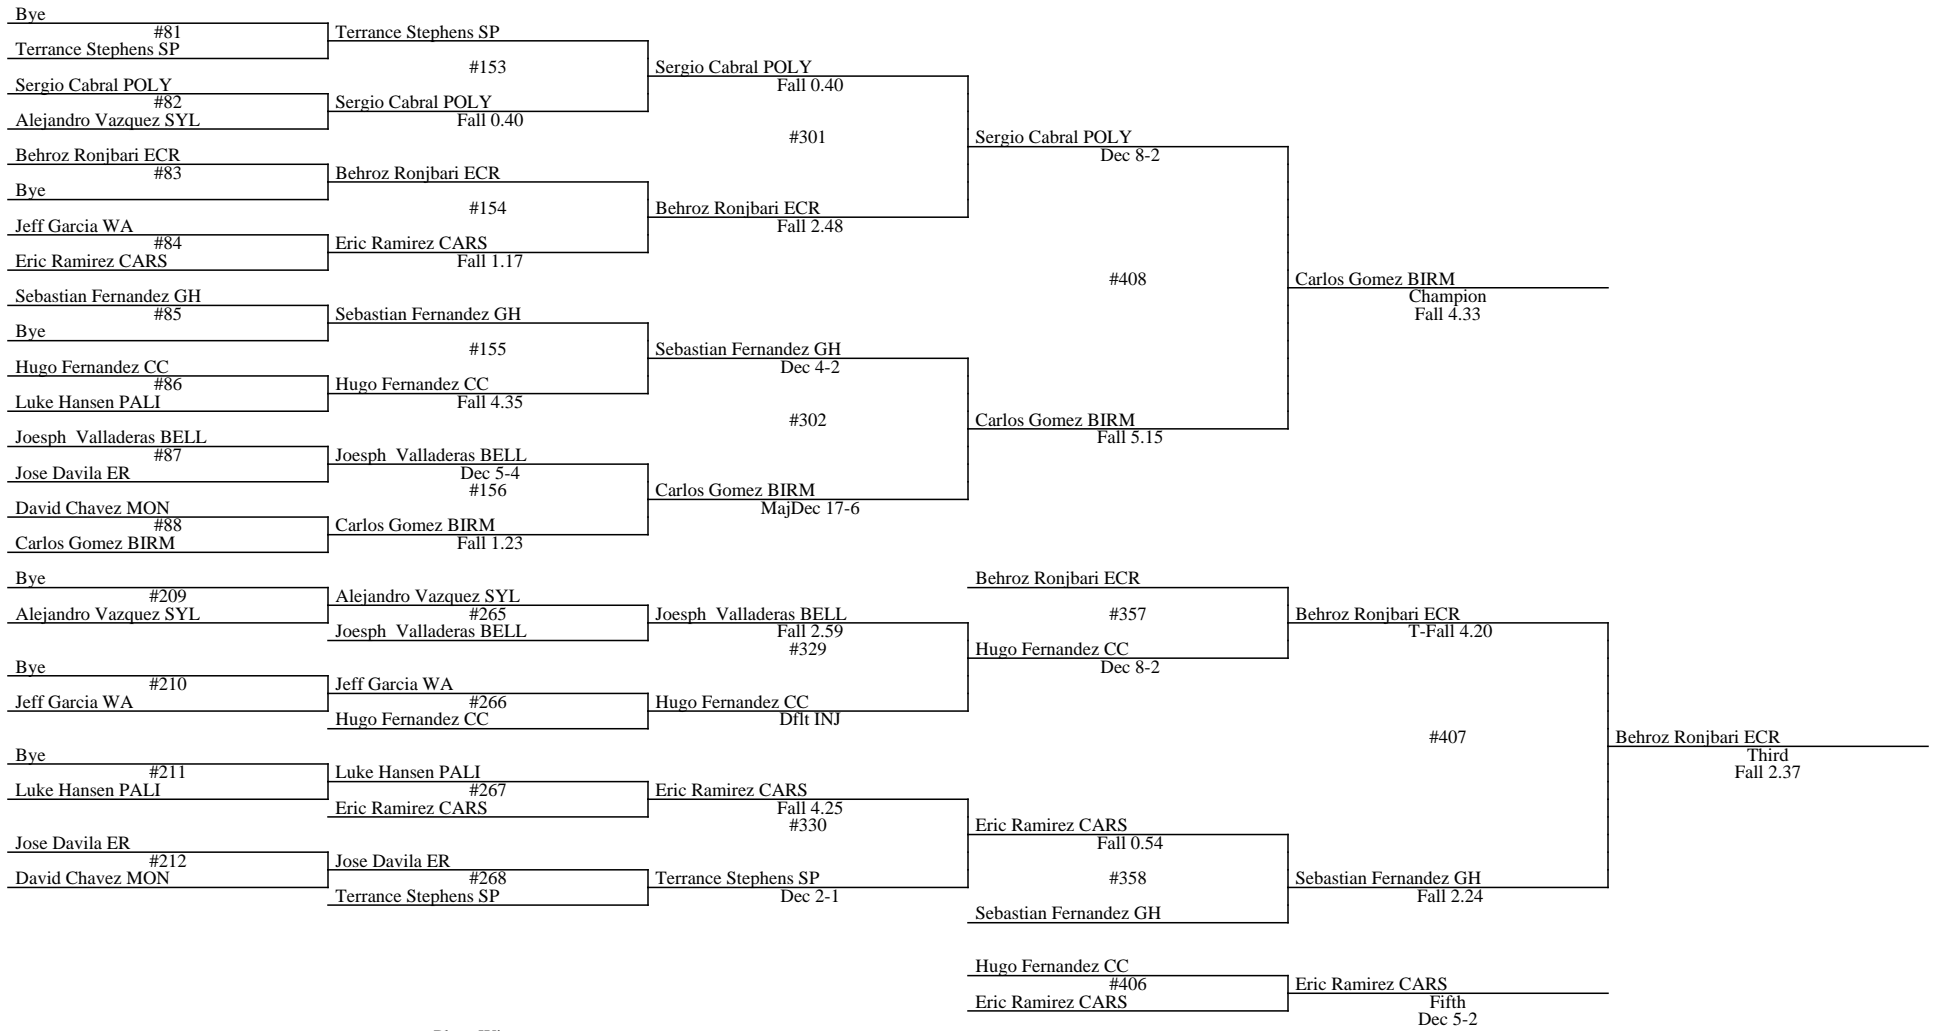 Bye
#81
Terrance Stephens SP
Sergio Cabral POLY
#82
Alejandro Vazquez SYL
Behroz Ronjbari ECR
#83
Bye
Jeff Garcia WA
#84
Eric Ramirez CARS
Sebastian Fernandez GH
#85
Bye
Hugo Fernandez CC
#86
Luke Hansen PALI
Joesph  Valladeras BELL
#87
Jose Davila ER
David Chavez MON
#88
Carlos Gomez BIRM
Terrance Stephens SP
#153
Sergio Cabral POLY
Fall 0.40
Behroz Ronjbari ECR
#154
Eric Ramirez CARS
Fall 1.17
Sebastian Fernandez GH
#155
Hugo Fernandez CC
Fall 4.35
Joesph  Valladeras BELL
Dec 5-4
#156
Carlos Gomez BIRM
Fall 1.23
Sergio Cabral POLY
Fall 0.40
#301
Behroz Ronjbari ECR
Fall 2.48
Sebastian Fernandez GH
Dec 4-2
#302
Carlos Gomez BIRM
MajDec 17-6
Sergio Cabral POLY
Dec 8-2
#408
Carlos Gomez BIRM
Fall 5.15
Carlos Gomez BIRM
Champion
Fall 4.33
Bye
#209
Alejandro Vazquez SYL
Bye
#210
Jeff Garcia WA
Bye
#211
Luke Hansen PALI
Jose Davila ER
#212
David Chavez MON
Alejandro Vazquez SYL
#265
Joesph  Valladeras BELL
Jeff Garcia WA
#266
Hugo Fernandez CC
Luke Hansen PALI
#267
Eric Ramirez CARS
Jose Davila ER
#268
Terrance Stephens SP
Joesph  Valladeras BELL
Fall 2.59
#329
Hugo Fernandez CC
Dflt INJ
Eric Ramirez CARS
Fall 4.25
#330
Terrance Stephens SP
Dec 2-1
Behroz Ronjbari ECR
#357
Hugo Fernandez CC
Dec 8-2
Eric Ramirez CARS
Fall 0.54
#358
Sebastian Fernandez GH
Behroz Ronjbari ECR
T-Fall 4.20
#407
Sebastian Fernandez GH
Fall 2.24
Behroz Ronjbari ECR
Third
Fall 2.37
Hugo Fernandez CC
#406
Eric Ramirez CARS
Eric Ramirez CARS
Fifth
Dec 5-2